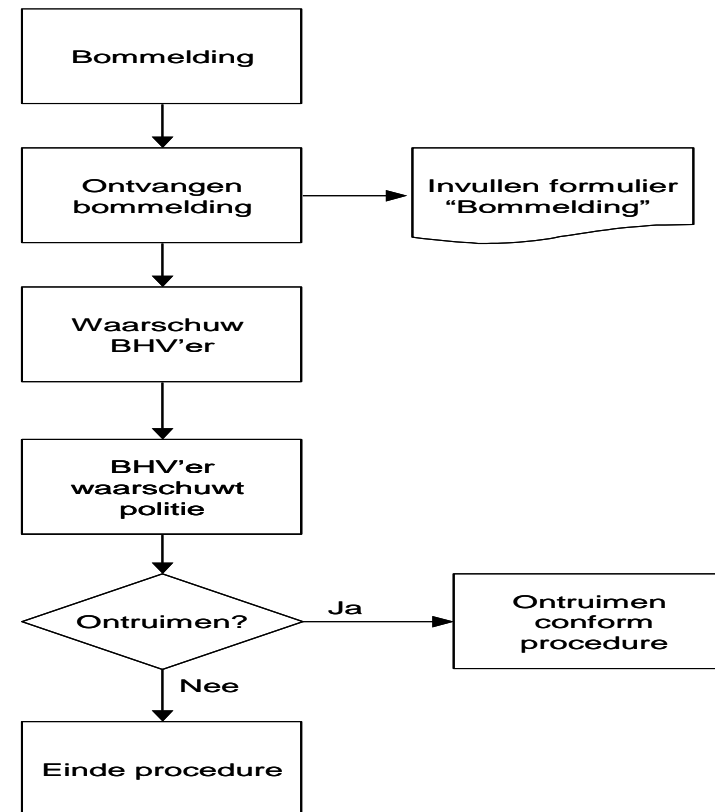 Bommelding
Ontvangen
bommelding
Invullen formulier
“Bommelding”
Waarschuw
BHV’er
BHV’er
waarschuwt
politie
Ontruimen?
Ja
Ontruimen
conform
procedure
Nee
Einde procedure